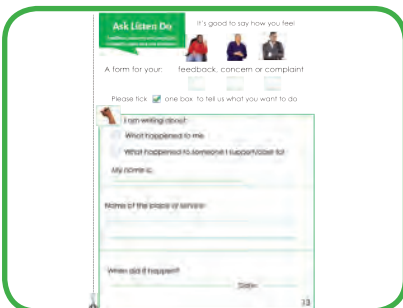 Ask Listen Do
It's good to say how you feel
A form for your: feedback, concern or complaint
Please tick one box to tell us what you want to do
I am writing about:
What happened to me
What happened to someone I support/care for
My name is:
Name of the place or service:
When did it happen?
Date:
13